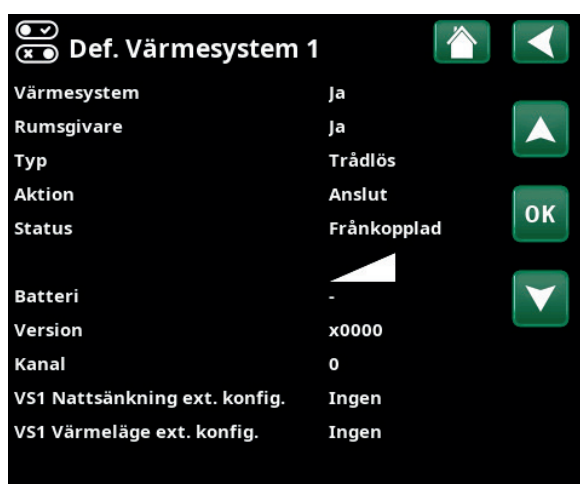 Def. Värmesystem 1
Värmesystem Ja
Rumsgivare Ja
Typ Trådlös
Aktion Anslut
Status Frånkopplad
OK
Batteri -
Version x0000
Kanal 0
VS1 Nattsänkning ext. konfig. Ingen
VS1 Värmeläge ext. konfig. Ingen